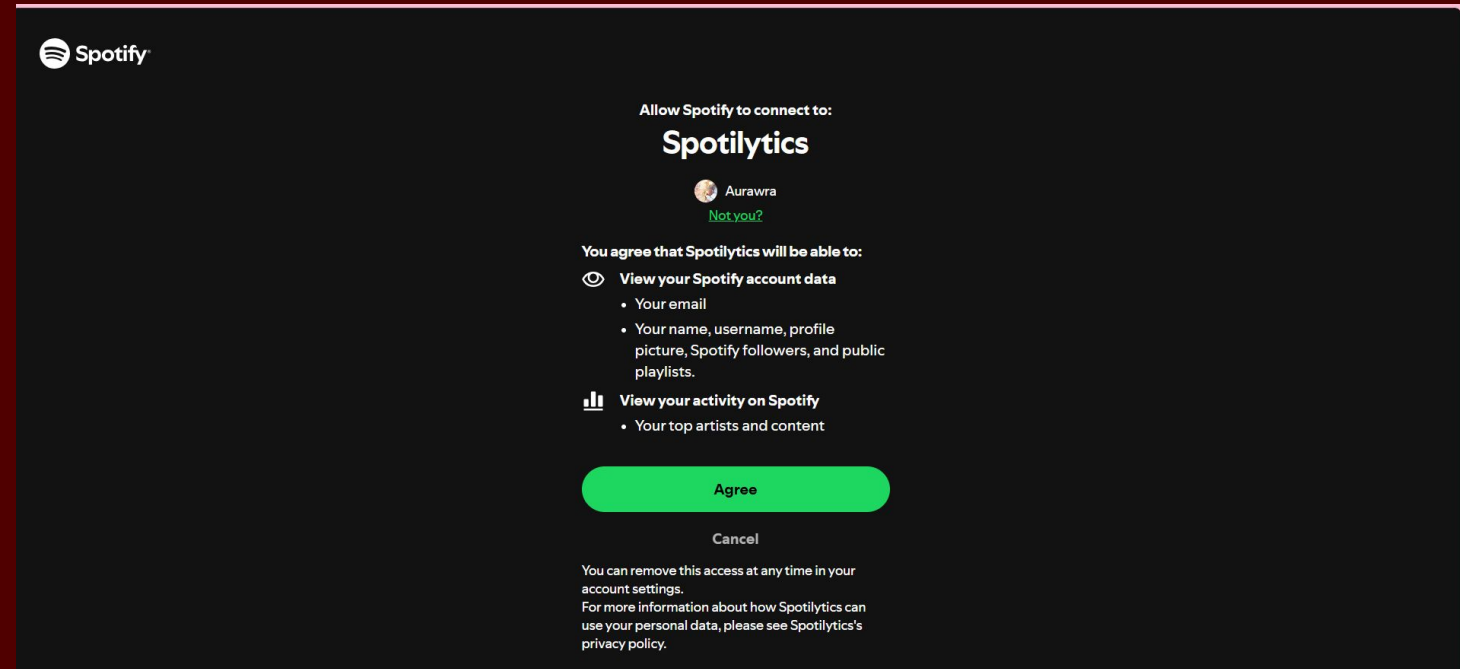 Spotify
Allow Spotify to connect to:
Spotilytics
Aurawra
Not you?
You agree that Spotilytics will be able to:
View your Spotify account data
• Your email
• Your name, username, profile
picture, Spotify followers, and public
playlists.
View your activity on Spotify
• Your top artists and content
Agree
Cancel
You can remove this access at any time in your
account settings.
For more information about how Spotilytics can
use your personal data, please see Spotilytics's
privacy policy.